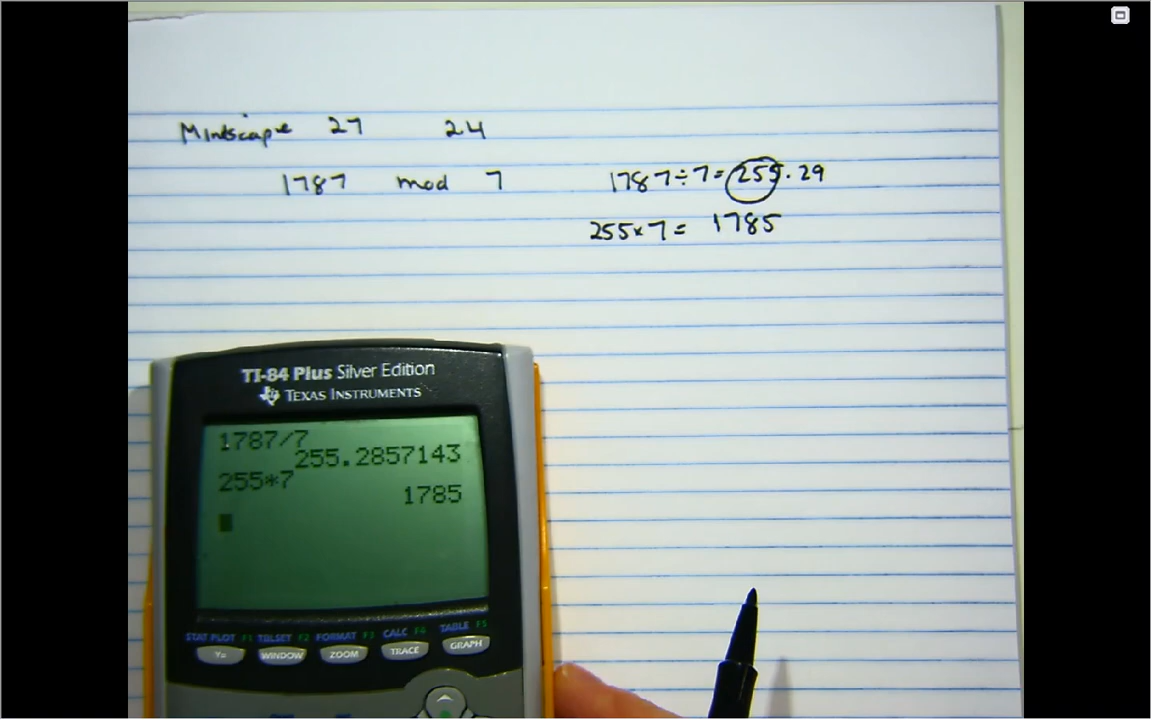 Mindscape 27 24
1787 mod 7 1787÷7=255.29
255×7= 1785
TI-84 Plus Silver Edition
TEXAS INSTRUMENTS
1787/7
255.2857143
255*7
1785
STAT PLOT F1 TBLSET F2 FORMAT F3 CALC F4 TABLE F5
Y= WINDOW ZOOM TRACE GRAPH